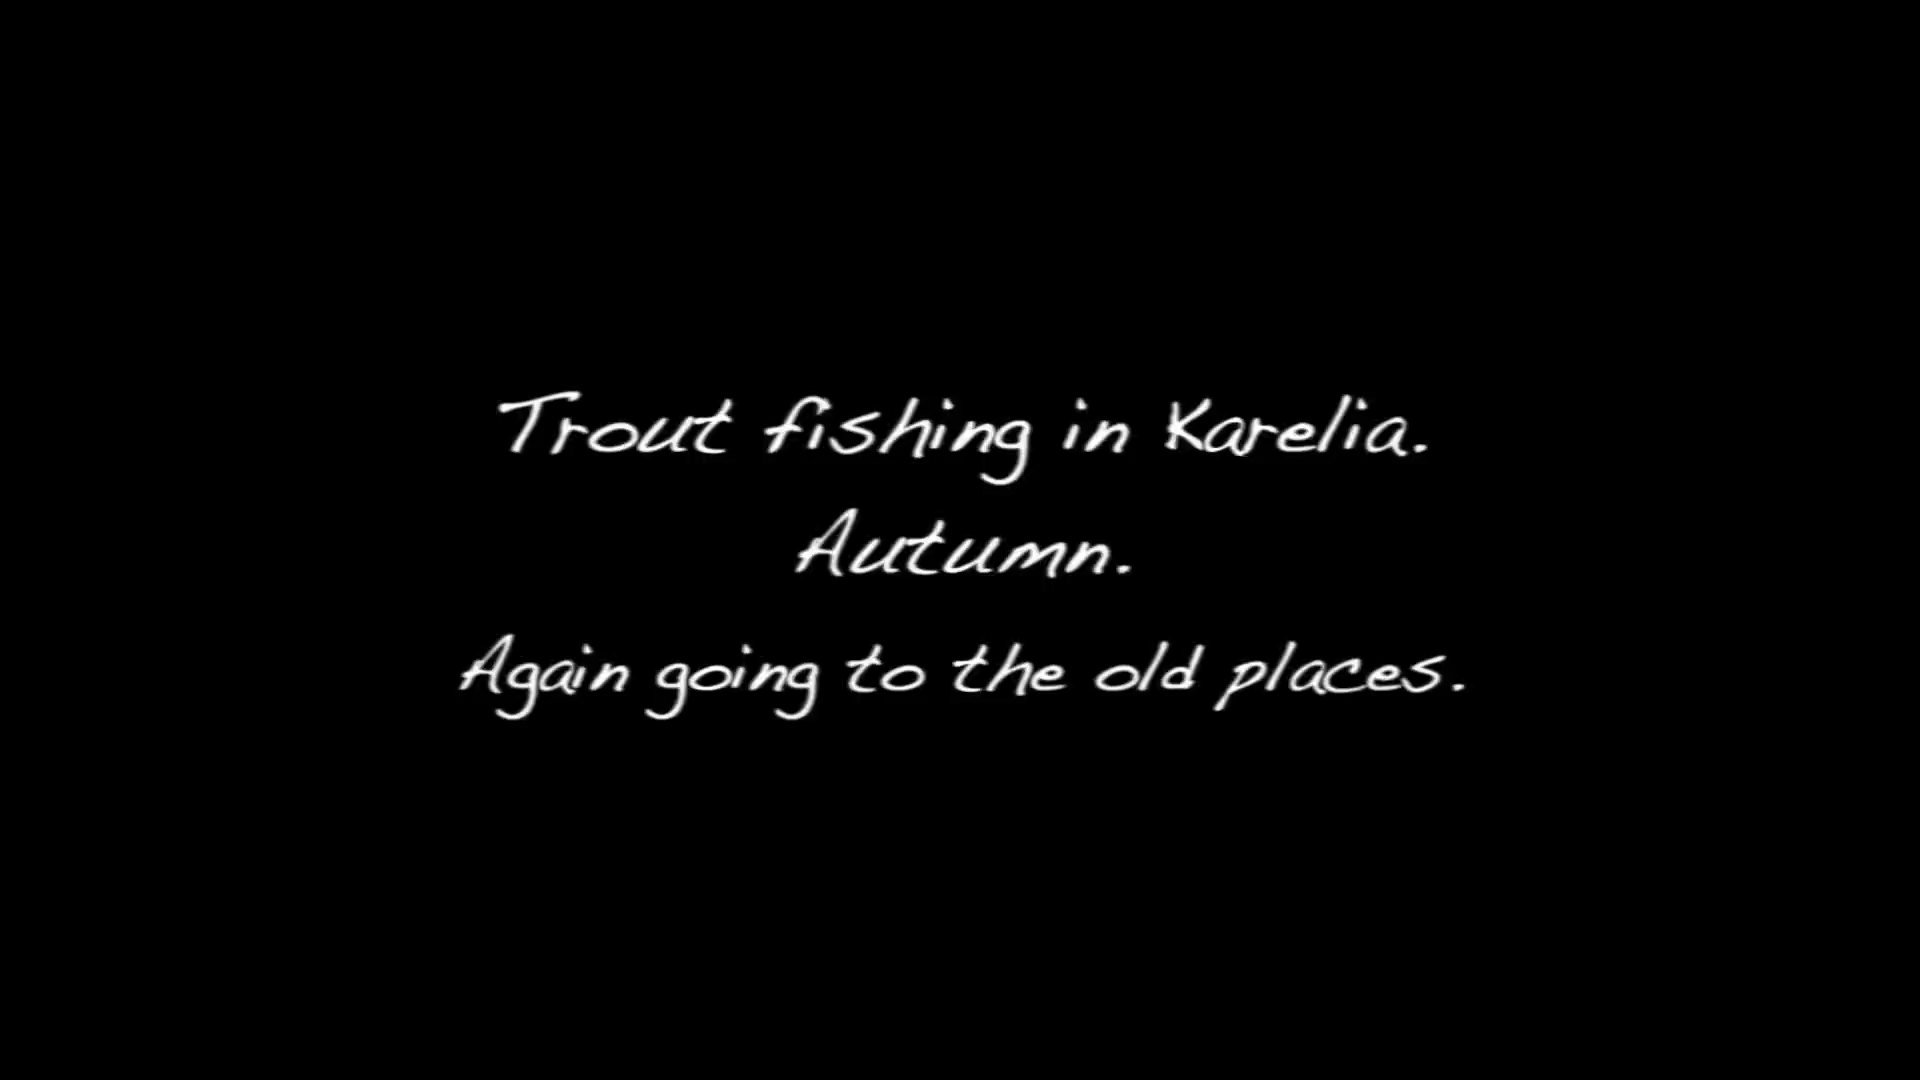 Trout fishing in Karelia.
Autumn.
Again going to the old places.